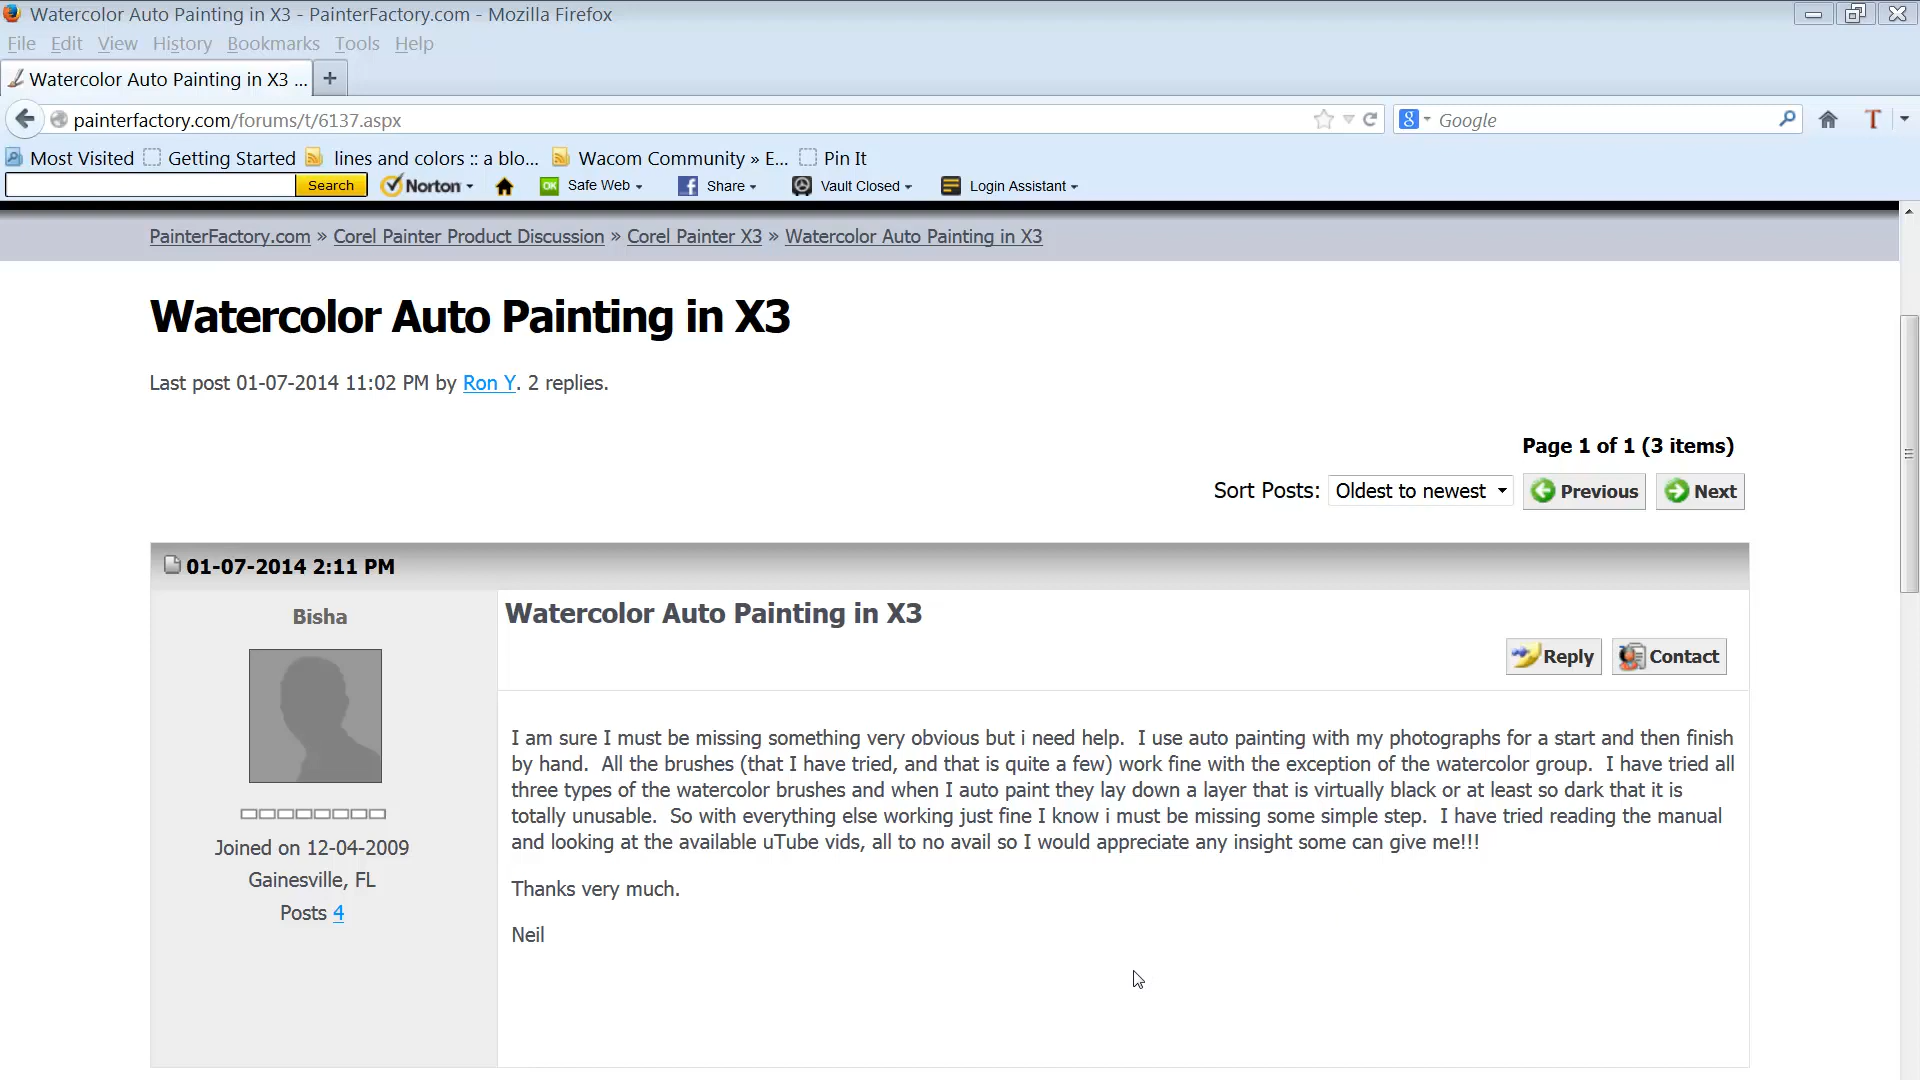 Watercolor Auto Painting in X3 - PainterFactory.com - Mozilla Firefox
File Edit View History Bookmarks Tools Help
Watercolor Auto Painting in X3 ... +
painterfactory.com/forums/t/6137.aspx
8 Google T
Most Visited Getting Started lines and colors :: a blo... Wacom Community » E... Pin It
Search Norton OK Safe Web f Share Vault Closed Login Assistant
PainterFactory.com » Corel Painter Product Discussion » Corel Painter X3 » Watercolor Auto Painting in X3
Watercolor Auto Painting in X3
Last post 01-07-2014 11:02 PM by Ron Y. 2 replies.
Page 1 of 1 (3 items)
Sort Posts: Oldest to newest Previous Next
01-07-2014 2:11 PM
Bisha
Joined on 12-04-2009
Gainesville, FL
Posts 4
Watercolor Auto Painting in X3
Reply Contact
I am sure I must be missing something very obvious but i need help. I use auto painting with my photographs for a start and then finish
by hand. All the brushes (that I have tried, and that is quite a few) work fine with the exception of the watercolor group. I have tried all
three types of the watercolor brushes and when I auto paint they lay down a layer that is virtually black or at least so dark that it is
totally unusable. So with everything else working just fine I know i must be missing some simple step. I have tried reading the manual
and looking at the available uTube vids, all to no avail so I would appreciate any insight some can give me!!!
Thanks very much.
Neil